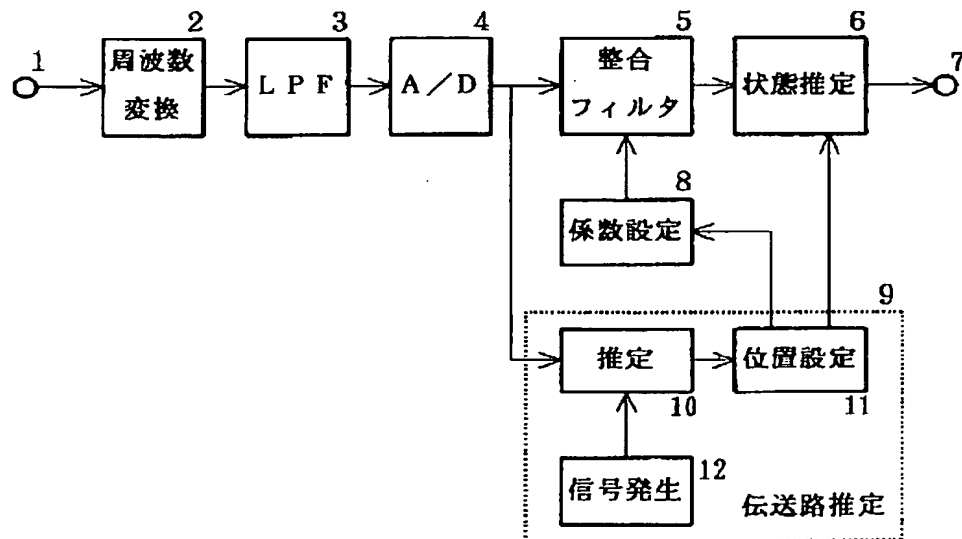 1
2
3
4
5
6
7
周波数
変換
LPF
A/D
整合
フィルタ
状態推定
8
係数設定
9
推定
位置設定
10
11
12
信号発生
伝送路推定